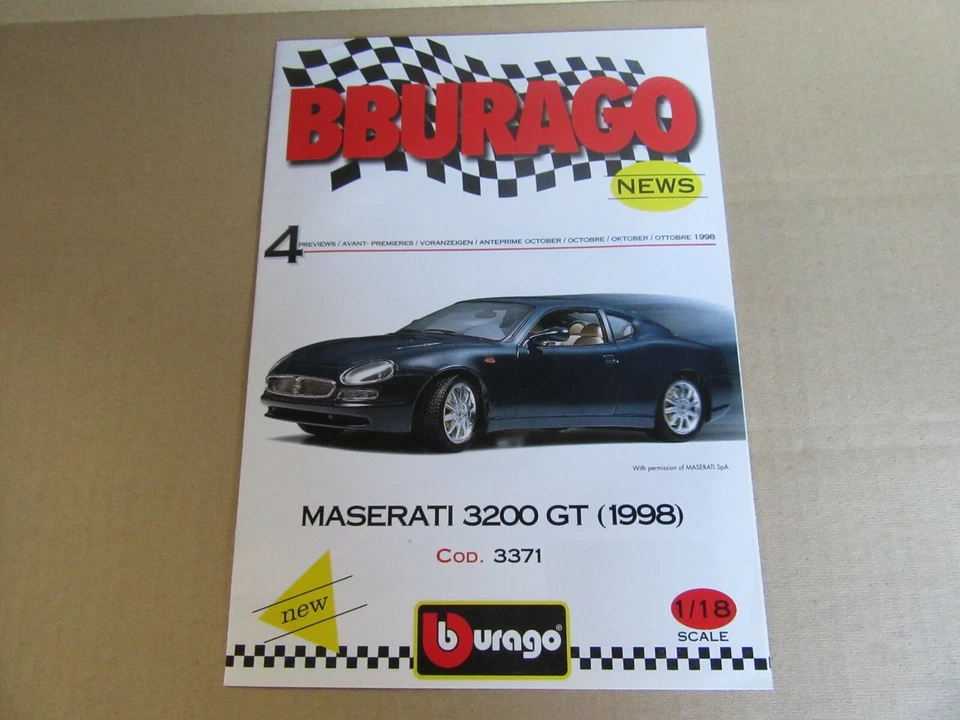 BBURAGO
NEWS
4 PREVIEWS / AVANT- PREMIERES / VORANZEIGEN / ANTEPRIME OCTOBER / OCTOBRE / OKTOBER / OTTOBRE 1998
With permission of MASERATI SpA.
MASERATI 3200 GT (1998)
COD. 3371
new
burago®
1/18
SCALE